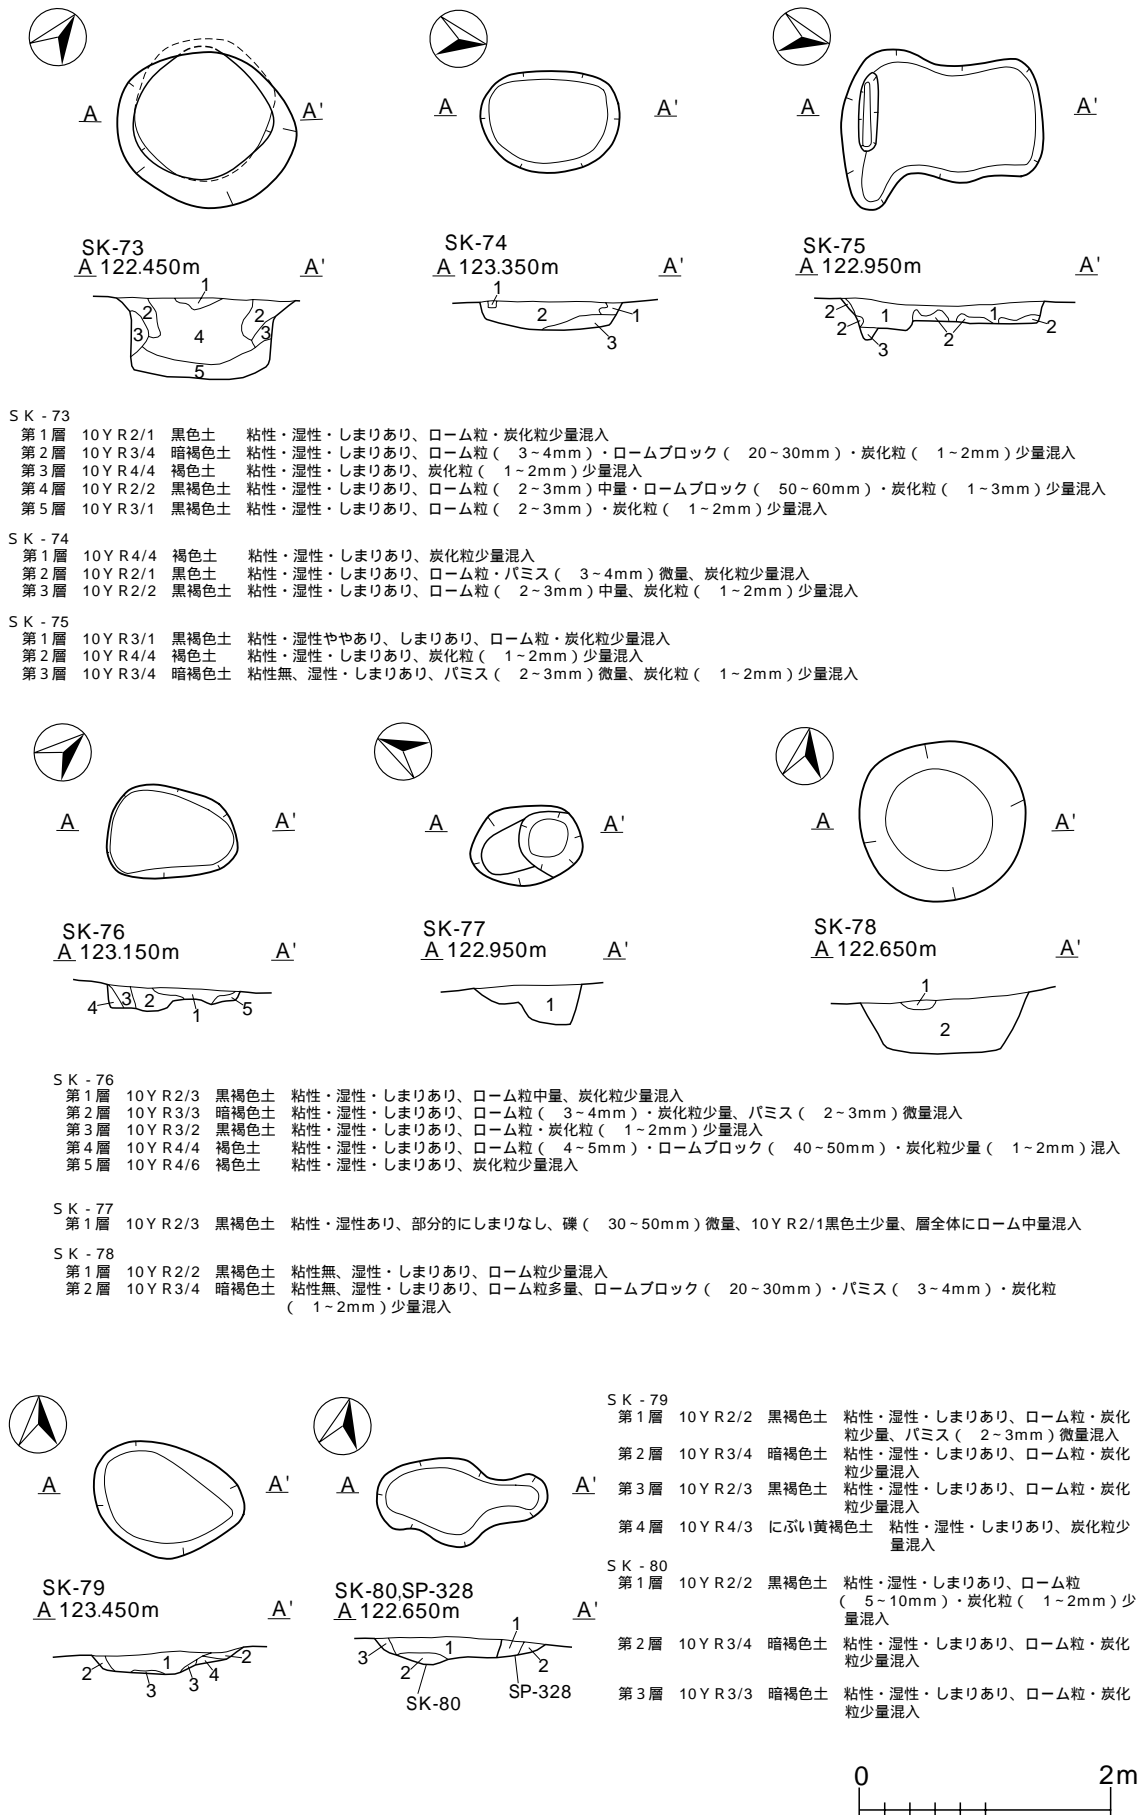 A A'
A A'
A A'
SK-73
A 122.450m A'
SK-74
A 123.350m A'
SK-75
A 122.950m A'
1
2 2
3 4 3
5
1
2 1
3
2 1 1
2 2 2
3
ＳＫ-73
第1層 10ＹＲ2/1 黒色土 粘性・湿性・しまりあり、ローム粒・炭化粒少量混入
第2層 10ＹＲ3/4 暗褐色土 粘性・湿性・しまりあり、ローム粒（ 3~4mm）・ロームブロック（ 20~30mm）・炭化粒（ 1~2mm）少量混入
第3層 10ＹＲ4/4 褐色土 粘性・湿性・しまりあり、炭化粒（ 1~2mm）少量混入
第4層 10ＹＲ2/2 黒褐色土 粘性・湿性・しまりあり、ローム粒（ 2~3mm）中量・ロームブロック（ 50~60mm）・炭化粒（ 1~3mm）少量混入
第5層 10ＹＲ3/1 黒褐色土 粘性・湿性・しまりあり、ローム粒（ 2~3mm）・炭化粒（ 1~2mm）少量混入
ＳＫ-74
第1層 10ＹＲ4/4 褐色土 粘性・湿性・しまりあり、炭化粒少量混入
第2層 10ＹＲ2/1 黒色土 粘性・湿性・しまりあり、ローム粒・パミス（ 3~4mm）微量、炭化粒少量混入
第3層 10ＹＲ2/2 黒褐色土 粘性・湿性・しまりあり、ローム粒（ 2~3mm）中量、炭化粒（ 1~2mm）少量混入
ＳＫ-75
第1層 10ＹＲ3/1 黒褐色土 粘性・湿性ややあり、しまりあり、ローム粒・炭化粒少量混入
第2層 10ＹＲ4/4 褐色土 粘性・湿性・しまりあり、炭化粒（ 1~2mm）少量混入
第3層 10ＹＲ3/4 暗褐色土 粘性無、湿性・しまりあり、パミス（ 2~3mm）微量、炭化粒（ 1~2mm）少量混入
A A'
A A'
A A'
SK-76
A 123.150m A'
SK-77
A 122.950m A'
SK-78
A 122.650m A'
4 3 2 1 5
1
1
2
ＳＫ-76
第1層 10ＹＲ2/3 黒褐色土 粘性・湿性・しまりあり、ローム粒中量、炭化粒少量混入
第2層 10ＹＲ3/3 暗褐色土 粘性・湿性・しまりあり、ローム粒（ 3~4mm）・炭化粒少量、パミス（ 2~3mm）微量混入
第3層 10ＹＲ3/2 黒褐色土 粘性・湿性・しまりあり、ローム粒・炭化粒（ 1~2mm）少量混入
第4層 10ＹＲ4/4 褐色土 粘性・湿性・しまりあり、ローム粒（ 4~5mm）・ロームブロック（ 40~50mm）・炭化粒少量（ 1~2mm）混入
第5層 10ＹＲ4/6 褐色土 粘性・湿性・しまりあり、炭化粒少量混入
ＳＫ-77
第1層 10ＹＲ2/3 黒褐色土 粘性・湿性あり、部分的にしまりなし、礫（ 30~50mm）微量、10ＹＲ2/1黒色土少量、層全体にローム中量混入
ＳＫ-78
第1層 10ＹＲ2/2 黒褐色土 粘性無、湿性・しまりあり、ローム粒少量混入
第2層 10ＹＲ3/4 暗褐色土 粘性無、湿性・しまりあり、ローム粒多量、ロームブロック（ 20~30mm）・パミス（ 3~4mm）・炭化粒
（ 1~2mm）少量混入
A A'
A A'
SK-79
A 123.450m A'
SK-80,SP-328
A 122.650m A'
2 1 3 3 4 2
3 2 1 1 2
SK-80 SP-328
ＳＫ-79
第1層 10ＹＲ2/2 黒褐色土 粘性・湿性・しまりあり、ローム粒・炭化
粒少量、パミス（ 2~3mm）微量混入
第2層 10ＹＲ3/4 暗褐色土 粘性・湿性・しまりあり、ローム粒・炭化
粒少量混入
第3層 10ＹＲ2/3 黒褐色土 粘性・湿性・しまりあり、ローム粒・炭化
粒少量混入
第4層 10ＹＲ4/3 にぶい黄褐色土 粘性・湿性・しまりあり、炭化粒少
量混入
ＳＫ-80
第1層 10ＹＲ2/2 黒褐色土 粘性・湿性・しまりあり、ローム粒
（ 5~10mm）・炭化粒（ 1~2mm）少
量混入
第2層 10ＹＲ3/4 暗褐色土 粘性・湿性・しまりあり、ローム粒・炭化
粒少量混入
第3層 10ＹＲ3/3 暗褐色土 粘性・湿性・しまりあり、ローム粒・炭化
粒少量混入
0 2m